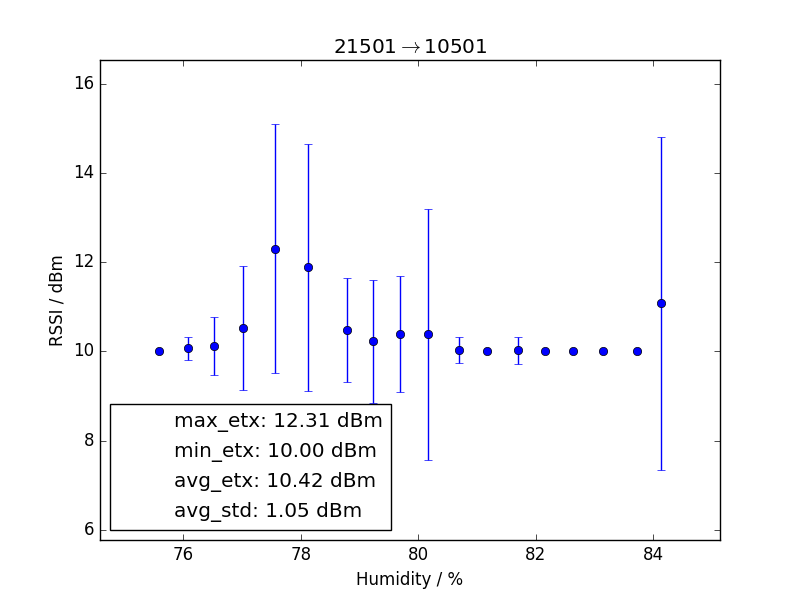 21501→10501
16
14
12
10
8
6
RSSI / dBm
max_etx: 12.31 dBm
min_etx: 10.00 dBm
avg_etx: 10.42 dBm
avg_std: 1.05 dBm
76 78 80 82 84
Humidity / %